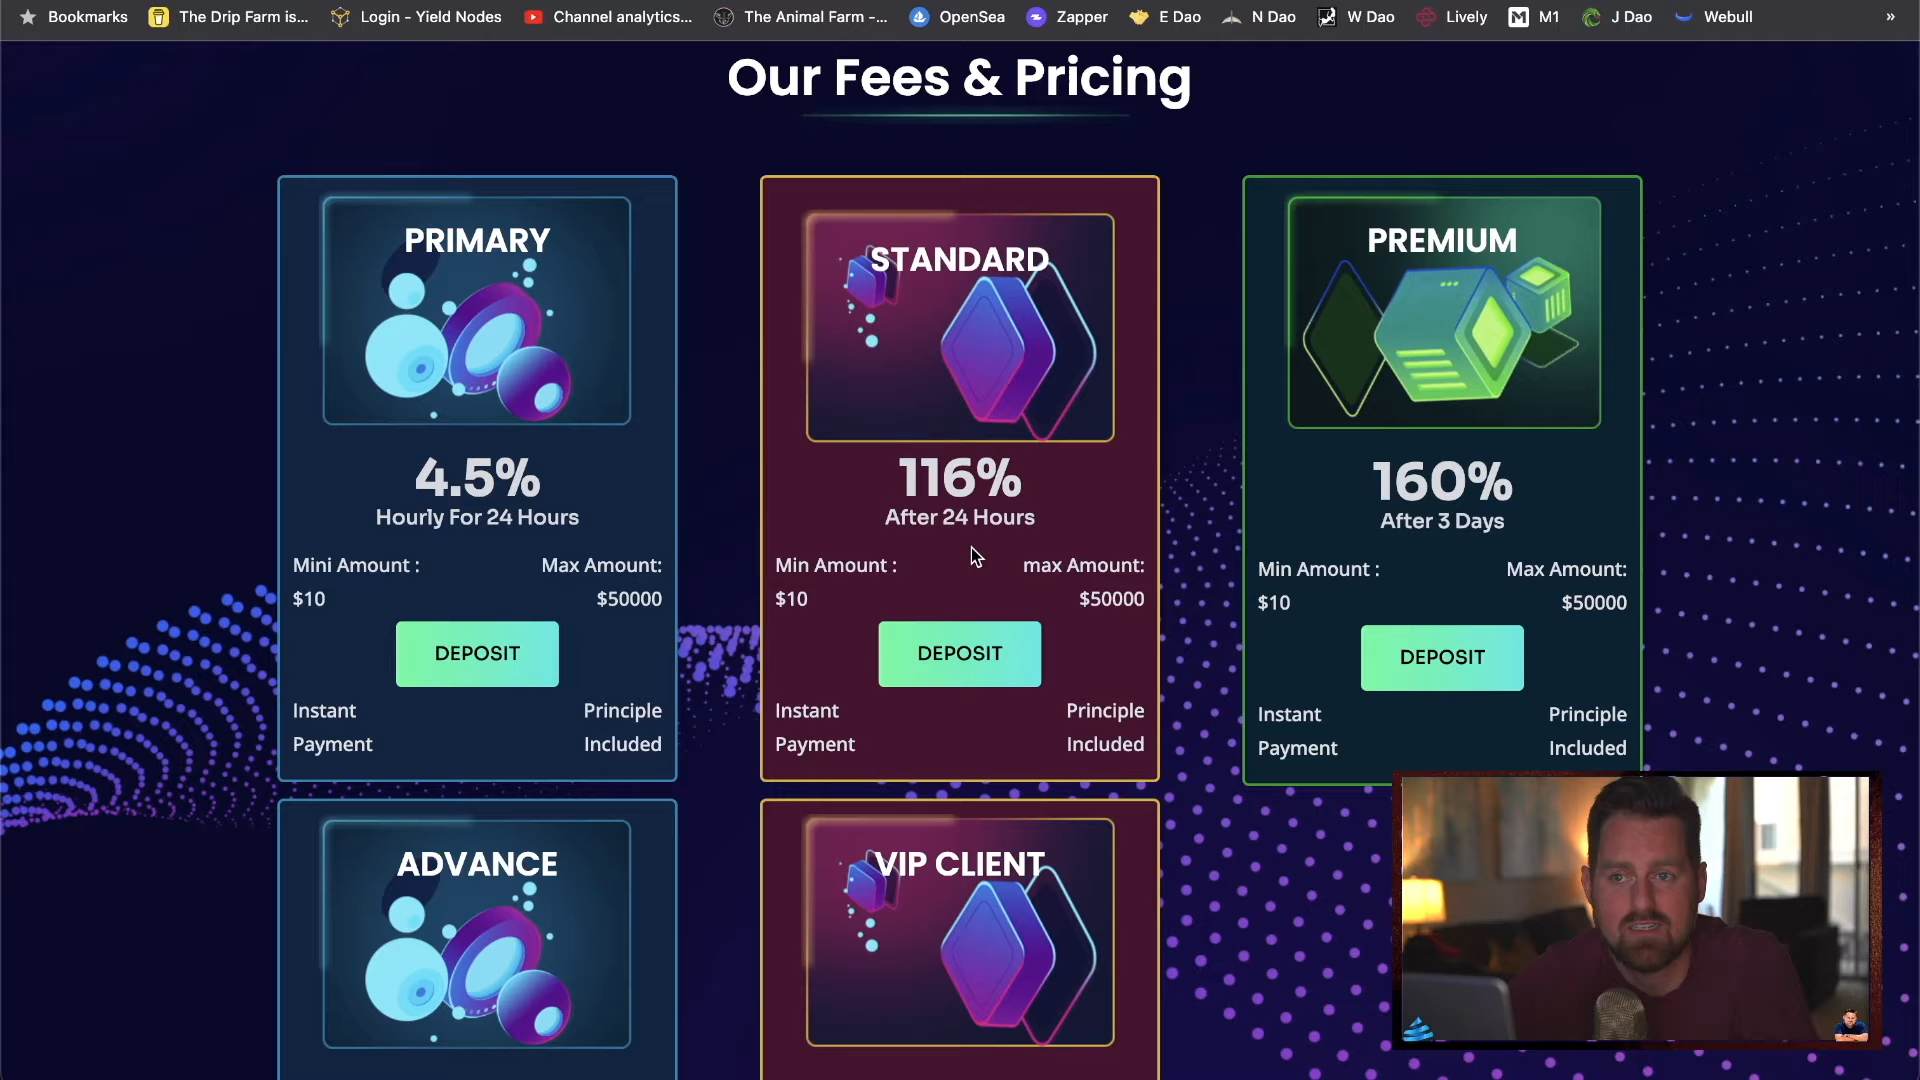 Bookmarks
The Drip Farm is...
Login - Yield Nodes
Channel analytics...
The Animal Farm -...
OpenSea
Zapper
E Dao
N Dao
W Dao
Lively
M1
J Dao
Webull
»
Our Fees & Pricing
PRIMARY
4.5%
Hourly For 24 Hours
Mini Amount : Max Amount:
$10 $50000
DEPOSIT
Instant Principle
Payment Included
STANDARD
116%
After 24 Hours
Min Amount : max Amount:
$10 $50000
DEPOSIT
Instant Principle
Payment Included
PREMIUM
160%
After 3 Days
Min Amount : Max Amount:
$10 $50000
DEPOSIT
Instant Principle
Payment Included
ADVANCE
VIP CLIENT